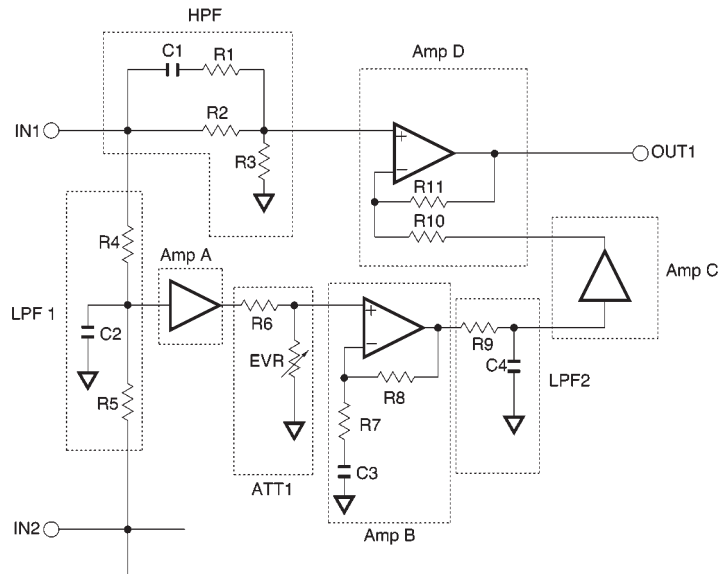 HPF
C1
R1
Amp D
IN1
R2
R3
OUT1
R11
R10
R4
Amp A
Amp C
LPF 1
C2
R6
EVR
R9
C4
LPF2
R5
R8
R7
C3
ATT1
IN2
Amp B